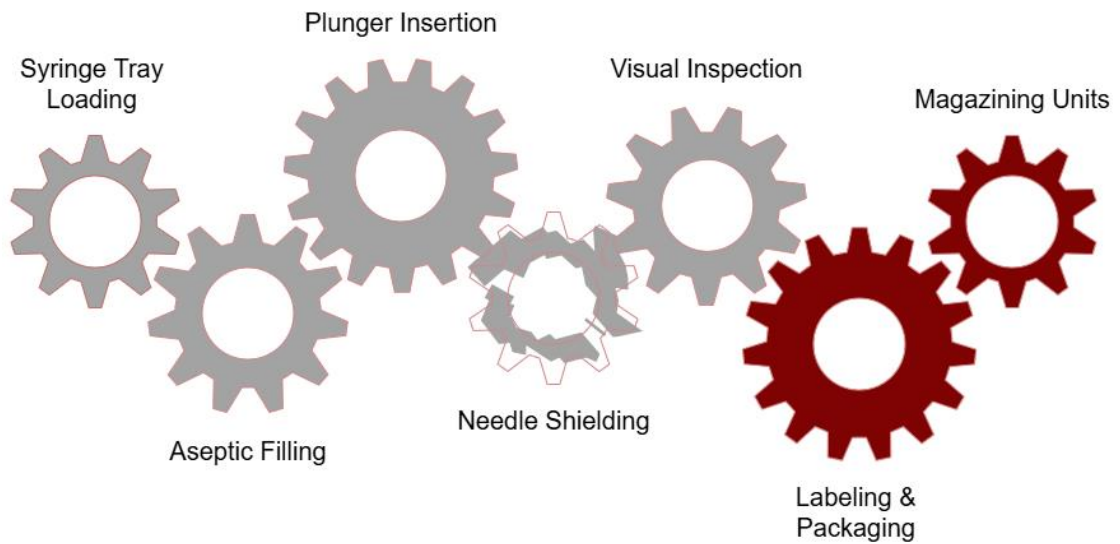 Syringe Tray
Loading
Aseptic Filling
Plunger Insertion
Needle Shielding
Visual Inspection
Labeling &
Packaging
Magazining Units